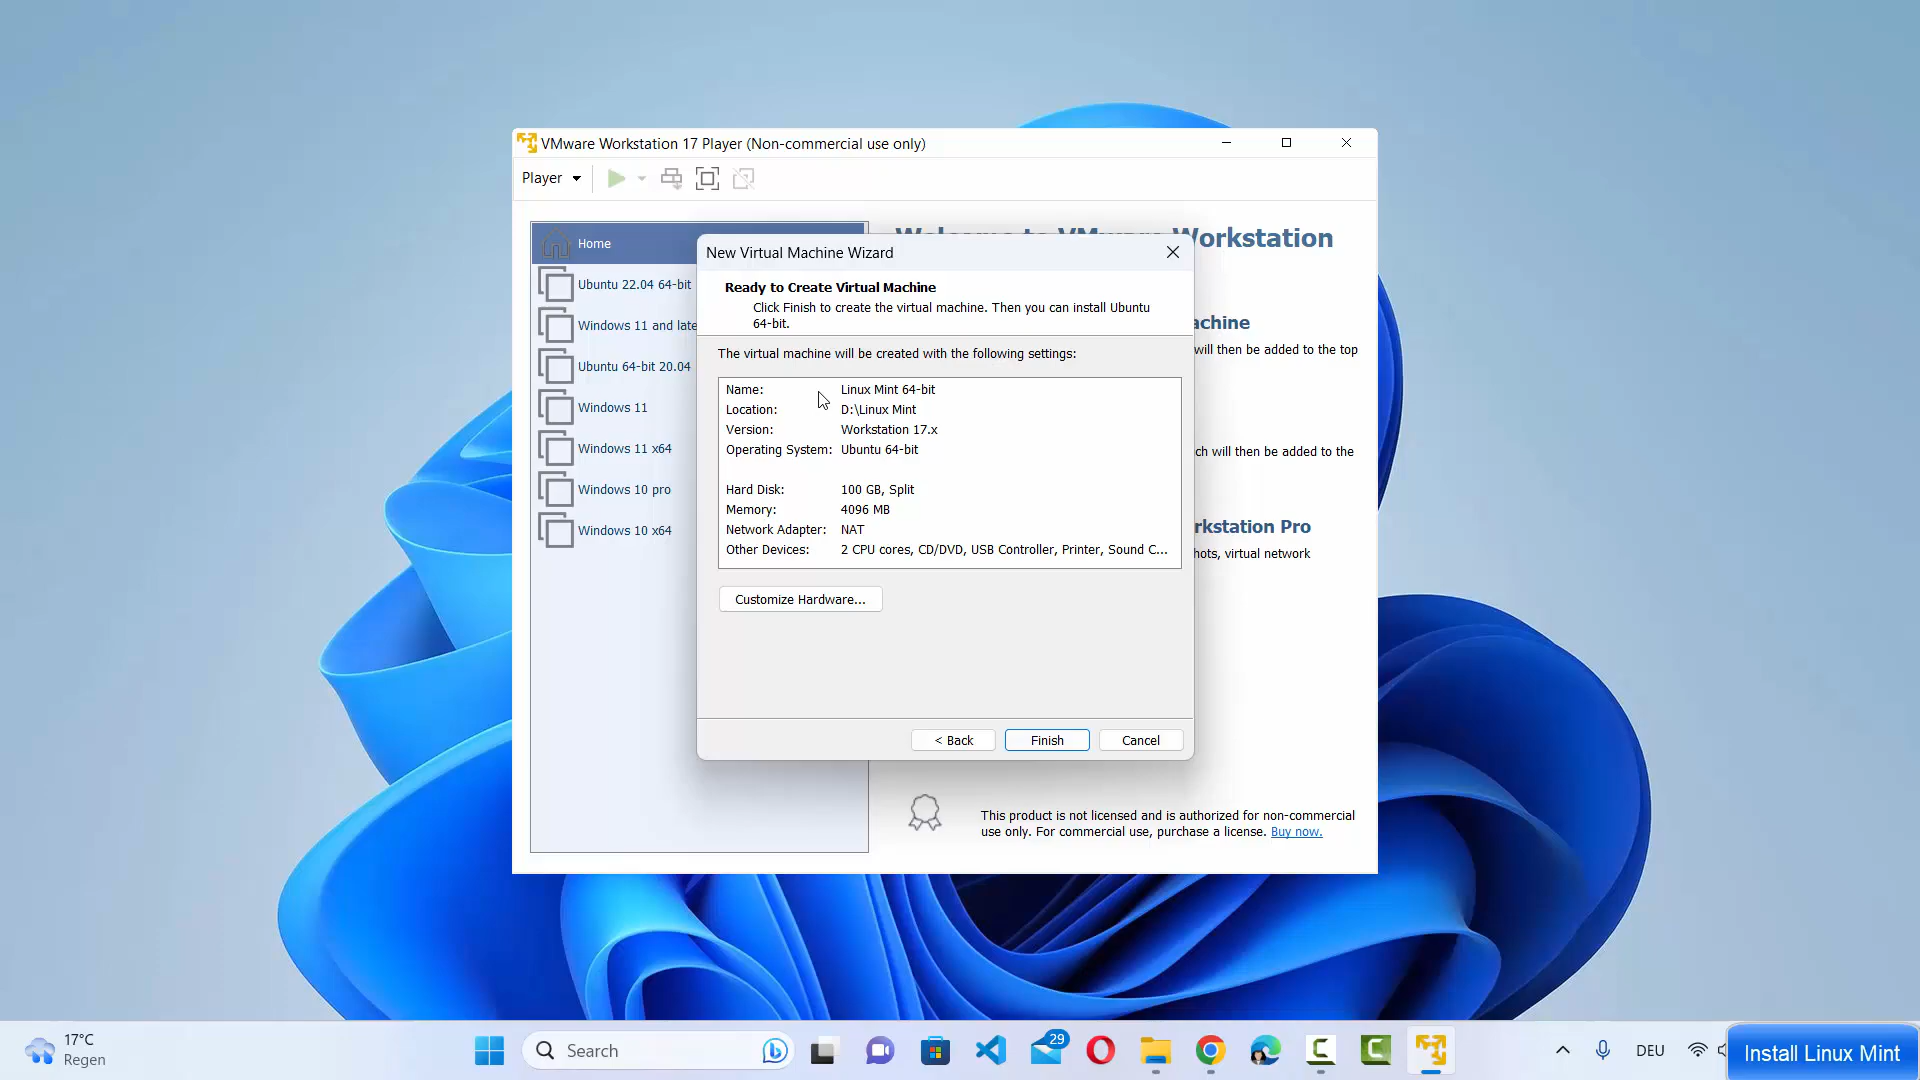 VMware Workstation 17 Player (Non-commercial use only)
Player
Home
Ubuntu 22.04 64-bit
Windows 11 and late
Ubuntu 64-bit 20.04
Windows 11
Windows 11 x64
Windows 10 pro
Windows 10 x64
Workstation
achine
will then be added to the top
ch will then be added to the
rkstation Pro
hots, virtual network
New Virtual Machine Wizard
Ready to Create Virtual Machine
Click Finish to create the virtual machine. Then you can install Ubuntu
64-bit.
The virtual machine will be created with the following settings:
Name: Linux Mint 64-bit
Location: D:\Linux Mint
Version: Workstation 17.x
Operating System: Ubuntu 64-bit
Hard Disk: 100 GB, Split
Memory: 4096 MB
Network Adapter: NAT
Other Devices: 2 CPU cores, CD/DVD, USB Controller, Printer, Sound C...
Customize Hardware...
< Back Finish Cancel
This product is not licensed and is authorized for non-commercial
use only. For commercial use, purchase a license. Buy now.
17°C
Regen
Search
29
DEU
Install Linux Mint